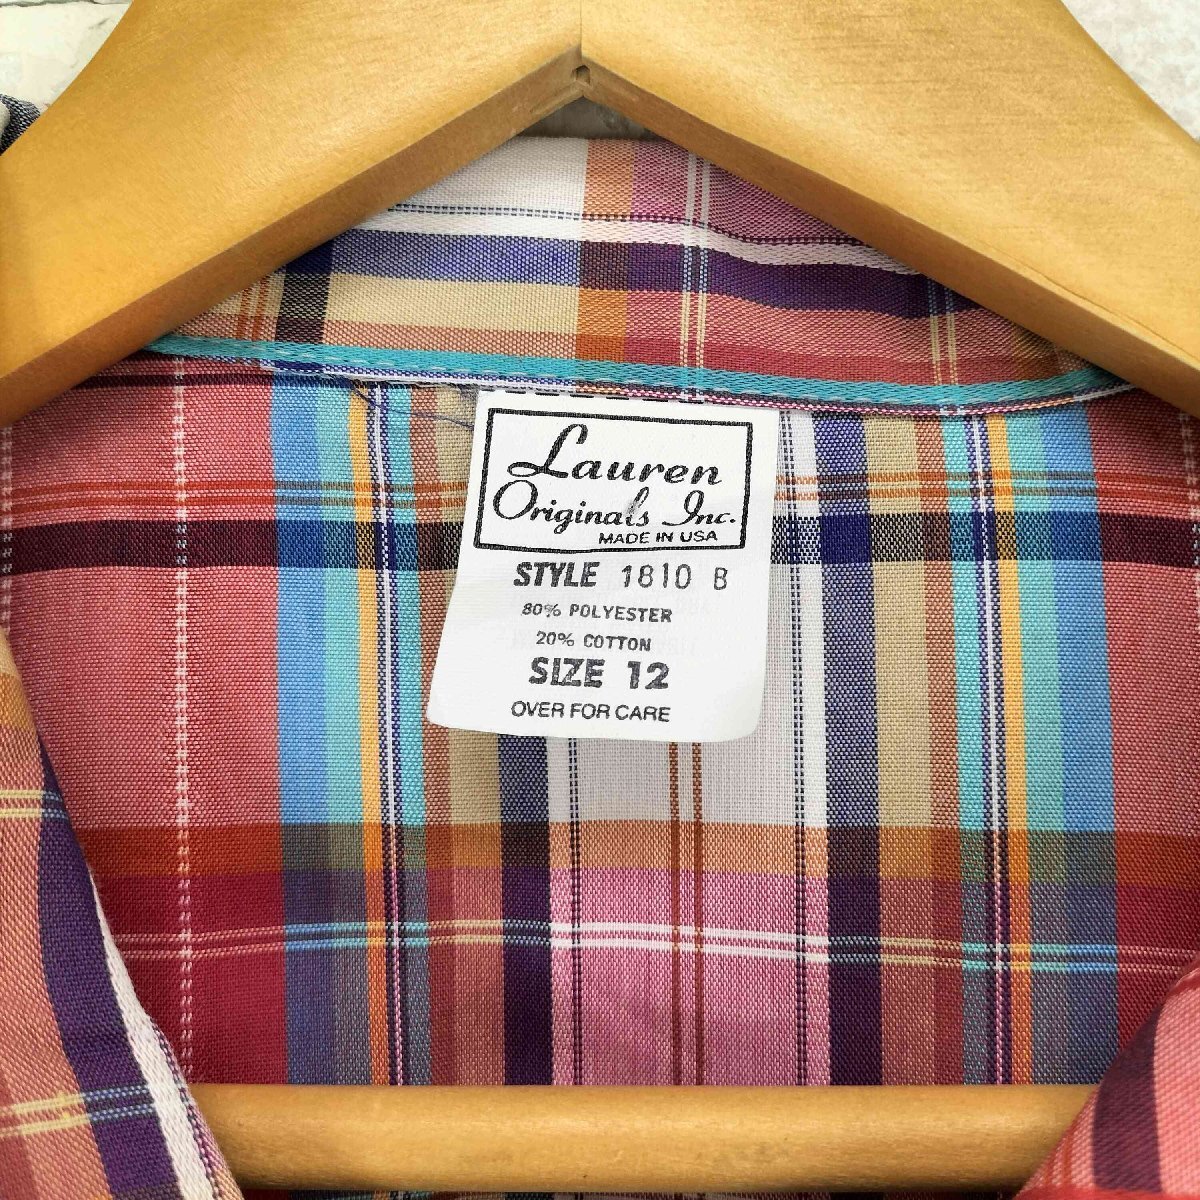 Lauren
Originals Inc.
MADE IN USA
STYLE 1810 B
80% POLYESTER
20% COTTON
SIZE 12
OVER FOR CARE